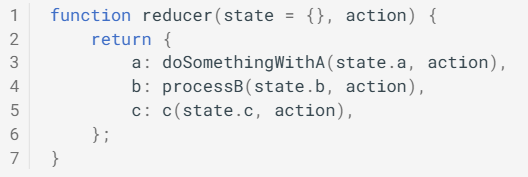 1 function reducer(state = {}, action) {
2     return {
3         a: doSomethingWithA(state.a, action),
4         b: processB(state.b, action),
5         c: c(state.c, action),
6     };
7 }